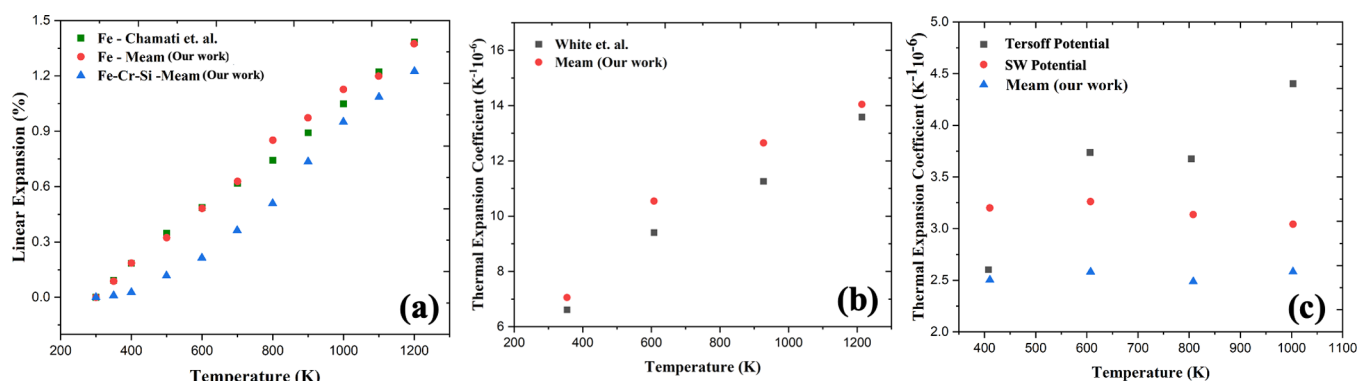 1.5
1.2
0.9
0.6
0.3
0.0
Linear Expansion (%)
Fe - Chamati et. al.
Fe - Meam (Our work)
Fe-Cr-Si -Meam (Our work)
(a)
200 400 600 800 1000 1200
Temperature (K)
16
14
12
10
8
6
Thermal Expansion Coefficient (K⁻¹10⁻⁶)
White et. al.
Meam (Our work)
(b)
200 400 600 800 1000 1200
Temperature (K)
5.0
4.5
4.0
3.5
3.0
2.5
2.0
Thermal Expansion Coefficient (K⁻¹10⁻⁶)
Tersoff Potential
SW Potential
Meam (our work)
(c)
400 500 600 700 800 900 1000 1100
Temperature (K)